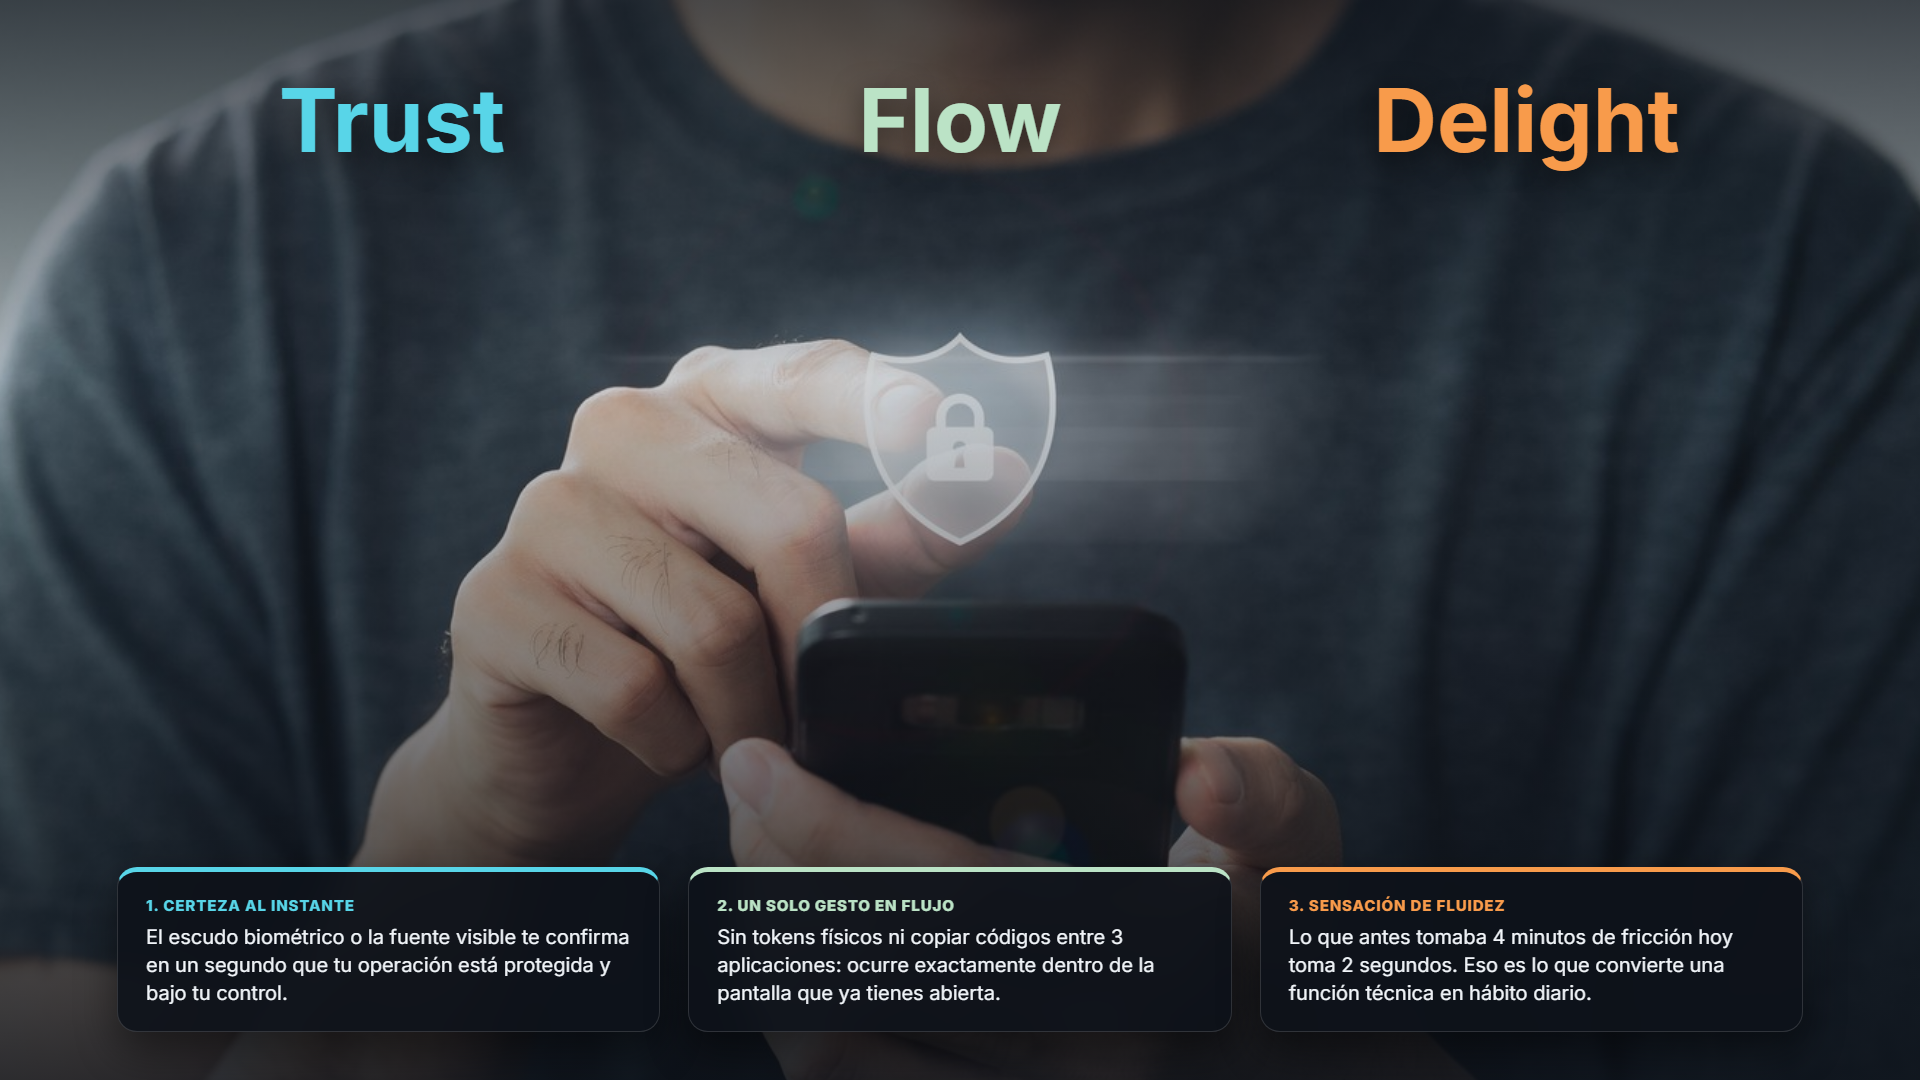 Trust
Flow
Delight
1. CERTEZA AL INSTANTE
El escudo biométrico o la fuente visible te confirma
en un segundo que tu operación está protegida y
bajo tu control.
2. UN SOLO GESTO EN FLUJO
Sin tokens físicos ni copiar códigos entre 3
aplicaciones: ocurre exactamente dentro de la
pantalla que ya tienes abierta.
3. SENSACIÓN DE FLUIDEZ
Lo que antes tomaba 4 minutos de fricción hoy
toma 2 segundos. Eso es lo que convierte una
función técnica en hábito diario.